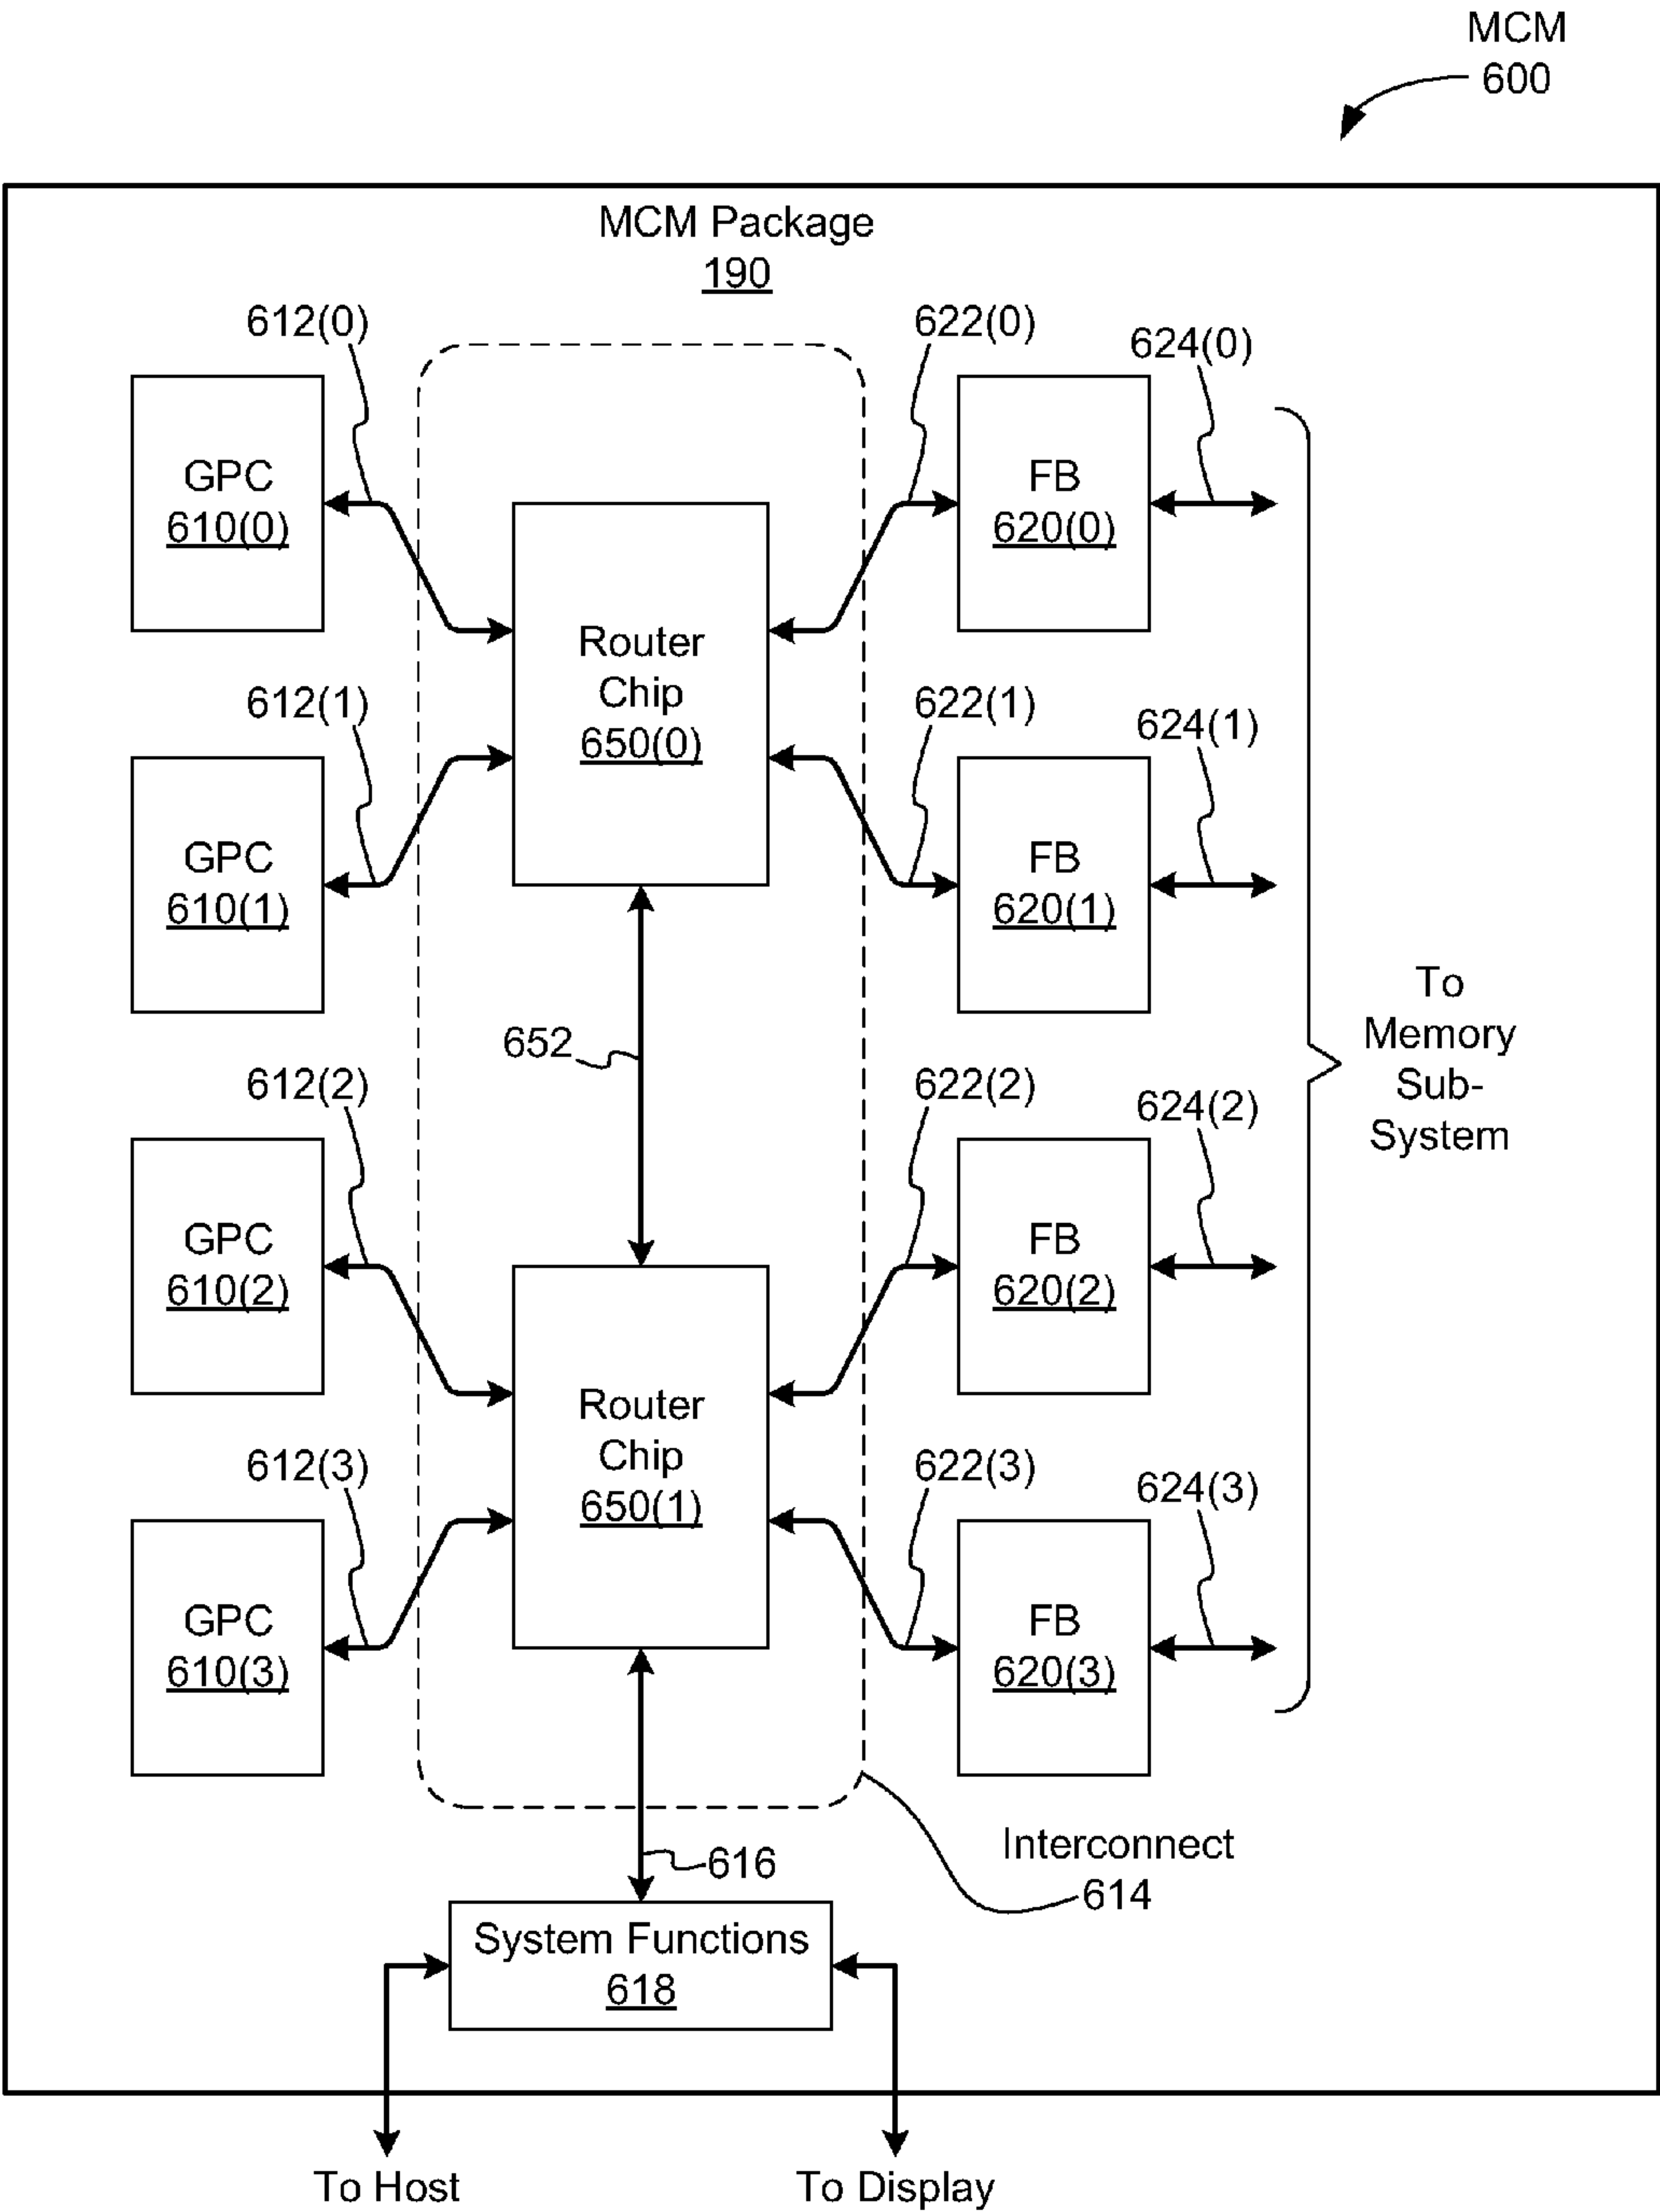 MCM
600
MCM Package
190
612(0)
622(0)
624(0)
GPC
610(0)
FB
620(0)
Router
Chip
650(0)
612(1)
622(1)
624(1)
GPC
610(1)
FB
620(1)
To
Memory
Sub-
System
652
612(2)
622(2)
624(2)
GPC
610(2)
FB
620(2)
Router
Chip
650(1)
612(3)
622(3)
624(3)
GPC
610(3)
FB
620(3)
Interconnect
614
616
System Functions
618
To Host
To Display